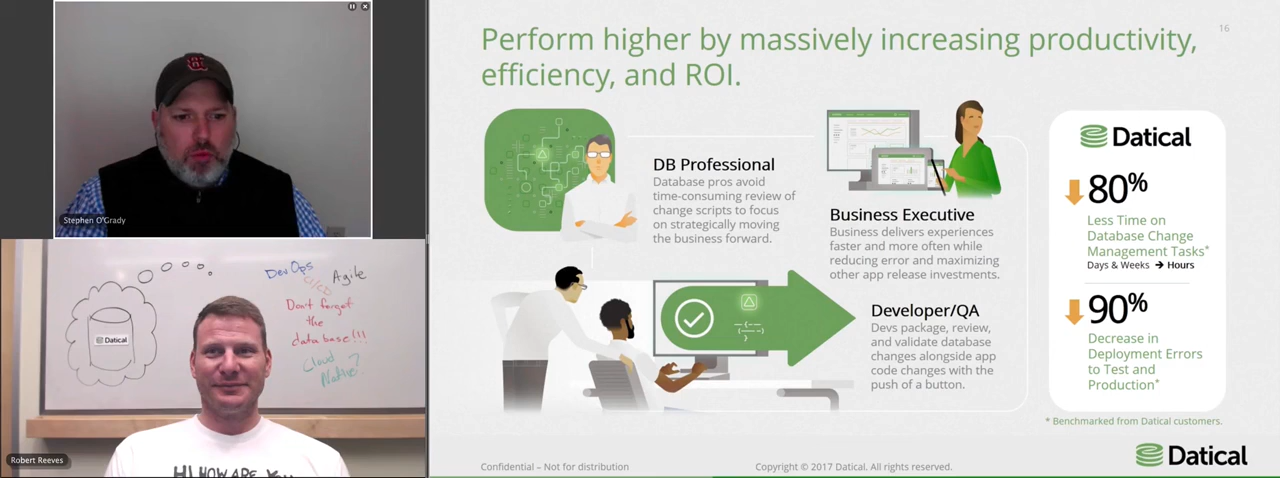 Stephen O'Grady
DevOps
CI/CD
Agile
Don't forget
the
database!!!
Cloud
Native?
Datical
Robert Reeves
HI HOW ARE YOU
16
Perform higher by massively increasing productivity,
efficiency, and ROI.
DB Professional
Database pros avoid
time-consuming review of
change scripts to focus
on strategically moving
the business forward.
Business Executive
Business delivers experiences
faster and more often while
reducing error and maximizing
other app release investments.
Developer/QA
Devs package, review,
and validate database
changes alongside app
code changes with the
push of a button.
Datical
80%
Less Time on
Database Change
Management Tasks*
Days & Weeks → Hours
90%
Decrease in
Deployment Errors
to Test and
Production*
* Benchmarked from Datical customers.
Confidential – Not for distribution
Copyright © 2017 Datical. All rights reserved.
Datical